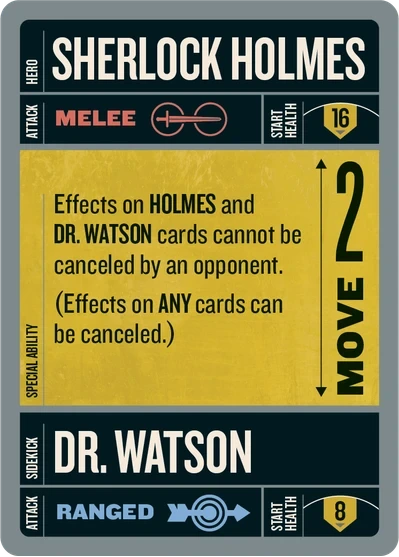 HERO
SHERLOCK HOLMES
ATTACK
MELEE
START HEALTH
16
SPECIAL ABILITY
Effects on HOLMES and
DR. WATSON cards cannot be
canceled by an opponent.
(Effects on ANY cards can
be canceled.)
MOVE 2
SIDEKICK
DR. WATSON
ATTACK
RANGED
START HEALTH
8